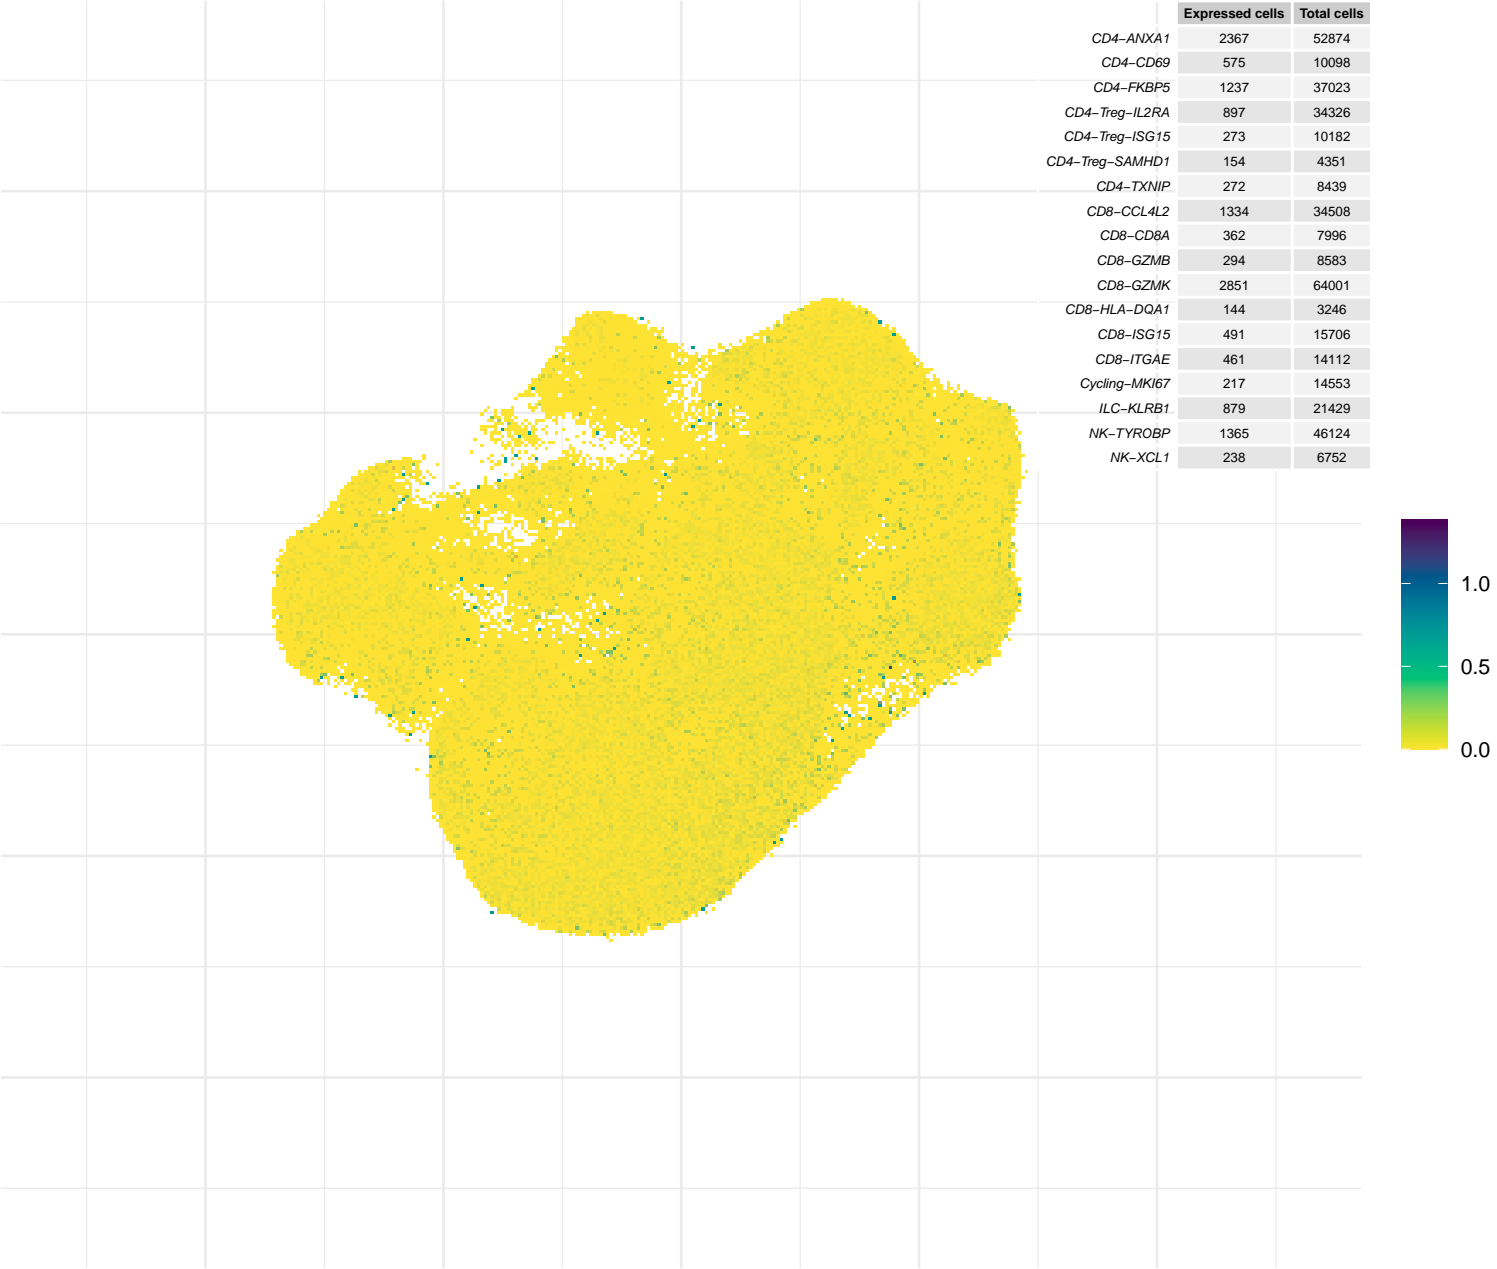 Expressed cells Total cells
CD4−ANXA1 2367 52874
CD4−CD69 575 10098
CD4−FKBP5 1237 37023
CD4−Treg−IL2RA 897 34326
CD4−Treg−ISG15 273 10182
CD4−Treg−SAMHD1 154 4351
CD4−TXNIP 272 8439
CD8−CCL4L2 1334 34508
CD8−CD8A 362 7996
CD8−GZMB 294 8583
CD8−GZMK 2851 64001
CD8−HLA−DQA1 144 3246
CD8−ISG15 491 15706
CD8−ITGAE 461 14112
Cycling−MKI67 217 14553
ILC−KLRB1 879 21429
NK−TYROBP 1365 46124
NK−XCL1 238 6752
1.0
0.5
0.0